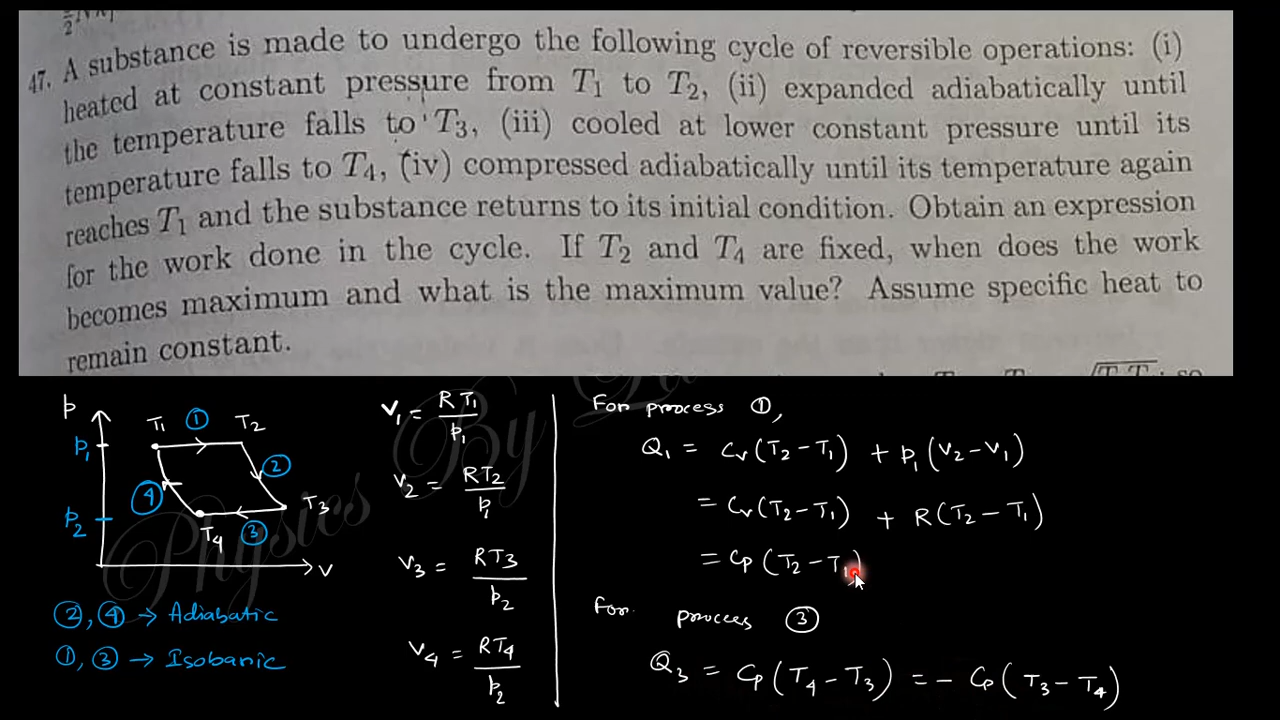 47. A substance is made to undergo the following cycle of reversible operations: (i)
heated at constant pressure from T₁ to T₂, (ii) expanded adiabatically until
the temperature falls to T₃, (iii) cooled at lower constant pressure until its
temperature falls to T₄, (iv) compressed adiabatically until its temperature again
reaches T₁ and the substance returns to its initial condition. Obtain an expression
for the work done in the cycle. If T₂ and T₄ are fixed, when does the work
becomes maximum and what is the maximum value? Assume specific heat to
remain constant.
p
p₁
p₂
T₁ ① T₂
②
④
T₃
T₄ ③
V
②, ④ → Adiabatic
①, ③ → Isobaric
V₁ = RT₁/p₁
V₂ = RT₂/p₁
V₃ = RT₃/p₂
V₄ = RT₄/p₂
For process ①,
Q₁ = Cv(T₂ − T₁) + p₁(V₂ − V₁)
= Cv(T₂ − T₁) + R(T₂ − T₁)
= Cp(T₂ − T₁)
For process ③
Q₃ = Cp(T₄ − T₃) = − Cp(T₃ − T₄)
Physics By